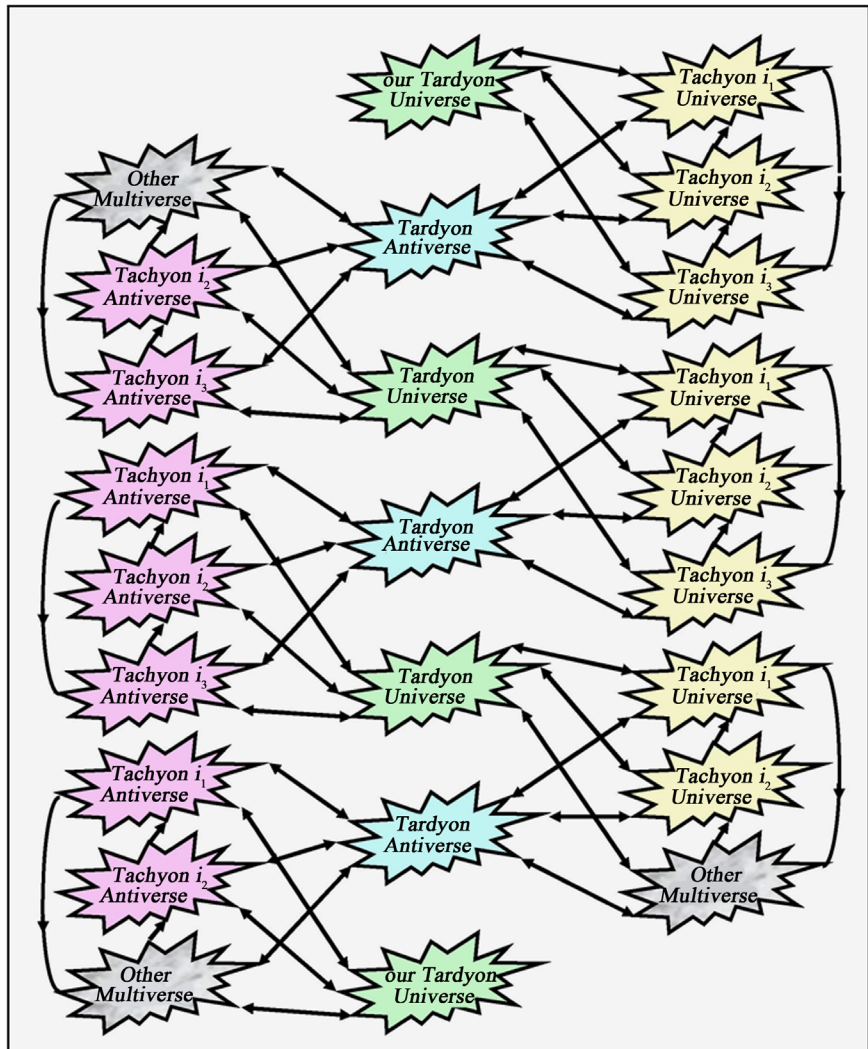 our Tardyon
Universe
Tachyon i1
Universe
Other
Multiverse
Tachyon i2
Universe
Tardyon
Antiverse
Tachyon i2
Antiverse
Tachyon i3
Universe
Tachyon i3
Antiverse
Tardyon
Universe
Tachyon i1
Universe
Tachyon i1
Antiverse
Tachyon i2
Universe
Tardyon
Antiverse
Tachyon i2
Antiverse
Tachyon i3
Universe
Tachyon i3
Antiverse
Tardyon
Universe
Tachyon i1
Universe
Tachyon i1
Antiverse
Tachyon i2
Universe
Tardyon
Antiverse
Tachyon i2
Antiverse
Other
Multiverse
Other
Multiverse
our Tardyon
Universe